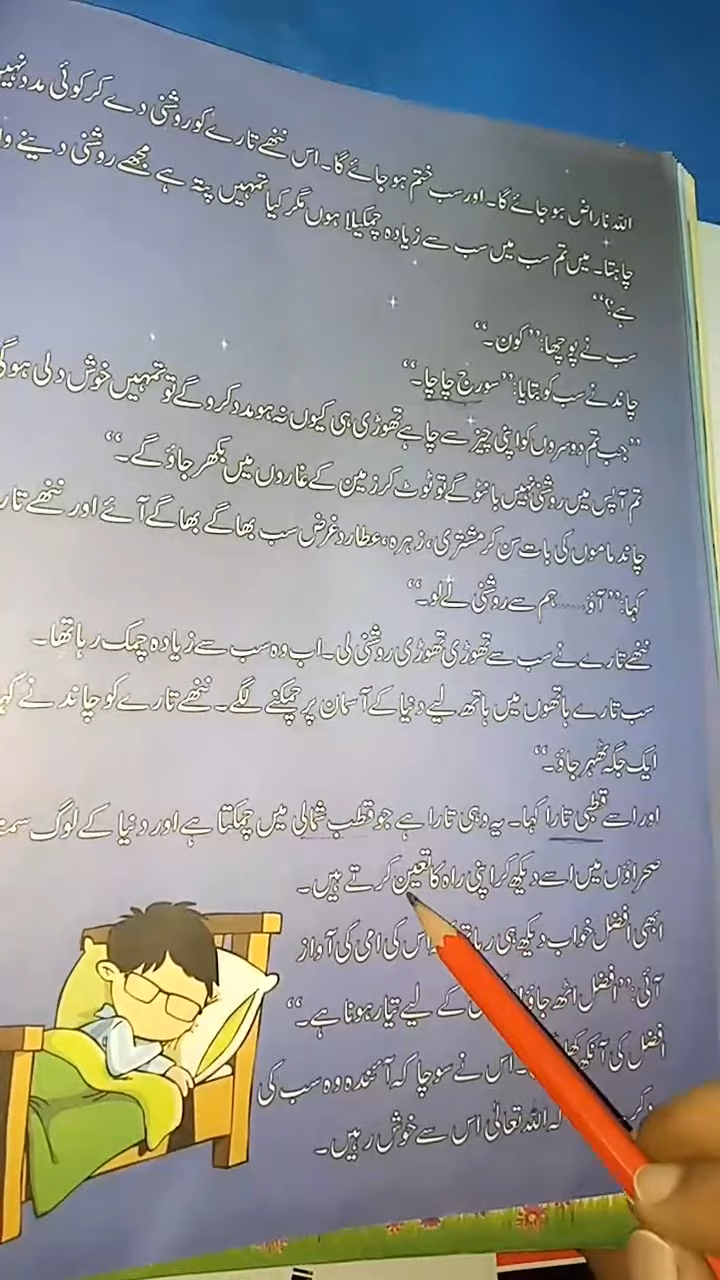 اللہ ناراض ہو جائے گا۔ اور سب ختم ہو جائے گا۔ اس ننھے تارے کو روشنی دے کر کوئی مدد نہیں
چاہتا۔ میں تم سب میں سب سے زیادہ چمکیلا ہوں مگر کیا تمہیں پتہ ہے مجھے روشنی دینے
ہے؟‘‘
سب نے پوچھا: ’’کون۔‘‘
چاند نے سب کو بتایا: ’’سورج چاچا۔‘‘
’’جب تم دوسروں کو اپنی چیز سے چاہے تھوڑی ہی کیوں نہ ہو مدد کرو گے تو تمہیں خوش دلی ہو
تم آپس میں روشنی نہیں بانٹو گے تو ٹوٹ کر زمین کے غاروں میں بکھر جاؤ گے۔‘‘
چاند ماموں کی بات سن کر مشتری، زہرہ، عطارد غرض سب بھاگے بھاگے آئے اور ننھے
کہا: ’’آؤ...... ہم سے روشنی لے لو۔‘‘
ننھے تارے نے سب سے تھوڑی تھوڑی روشنی لی۔ اب وہ سب سے زیادہ چمک رہا تھا۔
سب تارے ہاتھوں میں ہاتھ لیے دنیا کے آسمان پر چمکنے لگے۔ ننھے تارے کو چاند نے
ایک جگہ ٹھہر جاؤ۔‘‘
اور اسے قطبی تارا کہا۔ یہ وہی تارا ہے جو قطب شمالی میں چمکتا ہے اور دنیا کے لوگ
صحراؤں میں اسے دیکھ کر اپنی راہ کا تعین کرتے ہیں۔
ابھی افضل خواب دیکھ ہی رہا اس کی امی کی آواز
آئی: ’’افضل اٹھ جاؤ کے لیے تیار ہونا ہے۔‘‘
افضل کی آنکھ اس نے سوچا کہ آئندہ وہ سب کی
اللہ تعالیٰ اس سے خوش رہیں۔